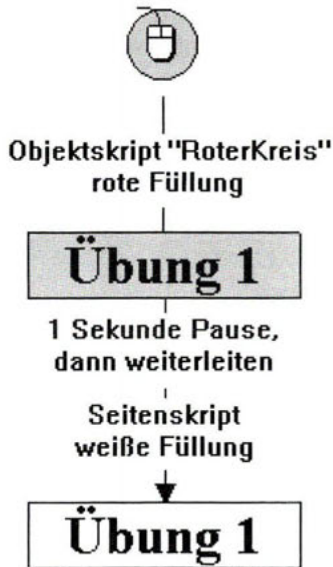 Objektskript "RoterKreis"
rote Füllung
Übung 1
1 Sekunde Pause,
dann weiterleiten
Seitenskript
weiße Füllung
Übung 1